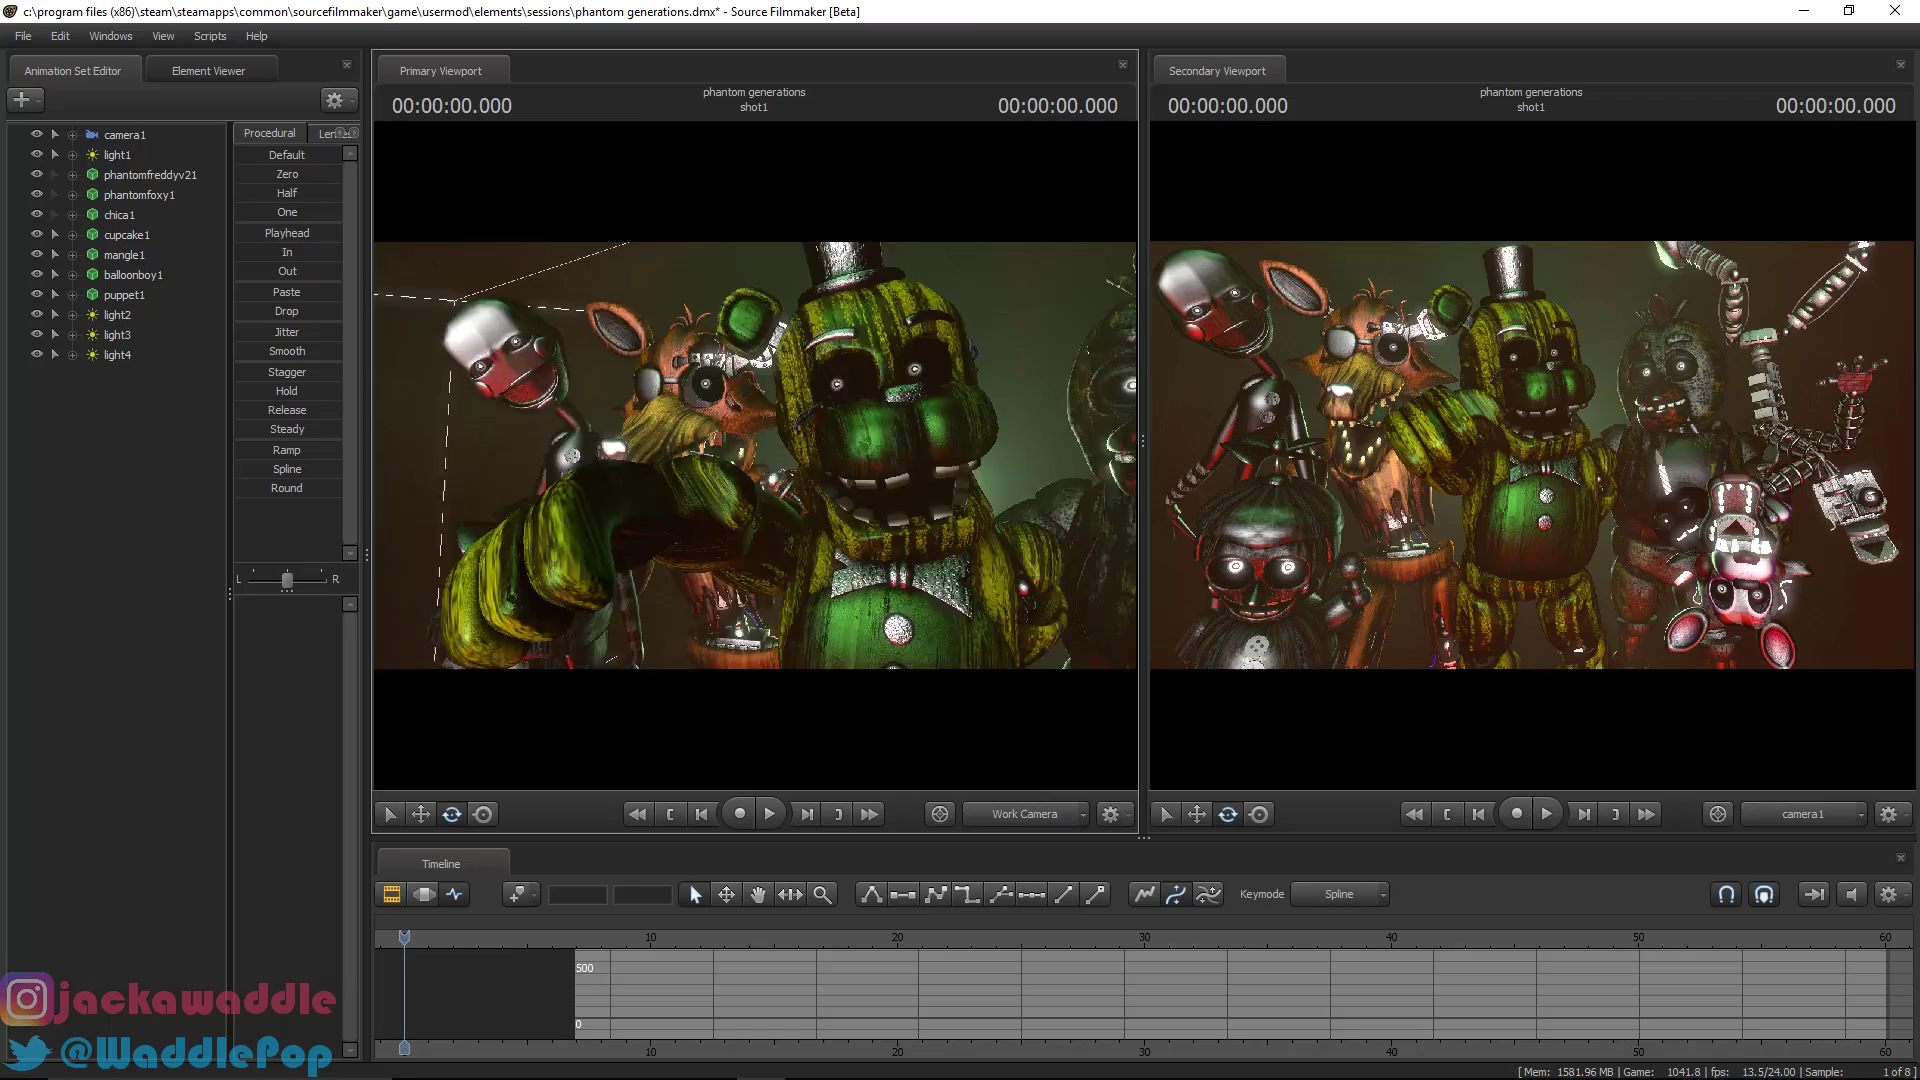 c:\program files (x86)\steam\steamapps\common\sourcefilmmaker\game\usermod\elements\sessions\phantom generations.dmx* - Source Filmmaker [Beta]
File Edit Windows View Scripts Help
Animation Set Editor
Element Viewer
camera1
light1
phantomfreddyv21
phantomfoxy1
chica1
cupcake1
mangle1
balloonboy1
puppet1
light2
light3
light4
Procedural
Default
Zero
Half
One
Playhead
In
Out
Paste
Drop
Jitter
Smooth
Stagger
Hold
Release
Steady
Ramp
Spline
Round
L R
Primary Viewport
00:00:00.000
phantom generations
shot1
00:00:00.000
Work Camera
Secondary Viewport
00:00:00.000
phantom generations
shot1
00:00:00.000
camera1
Timeline
Keymode Spline
10 20 30 40 50 60
500
0
10 20 30 40 50 60
jackawaddle
@WaddlePop
[ Mem: 1581.96 MB | Game: 1041.8 | fps: 13.5/24.00 | Sample: 1 of 8 ]